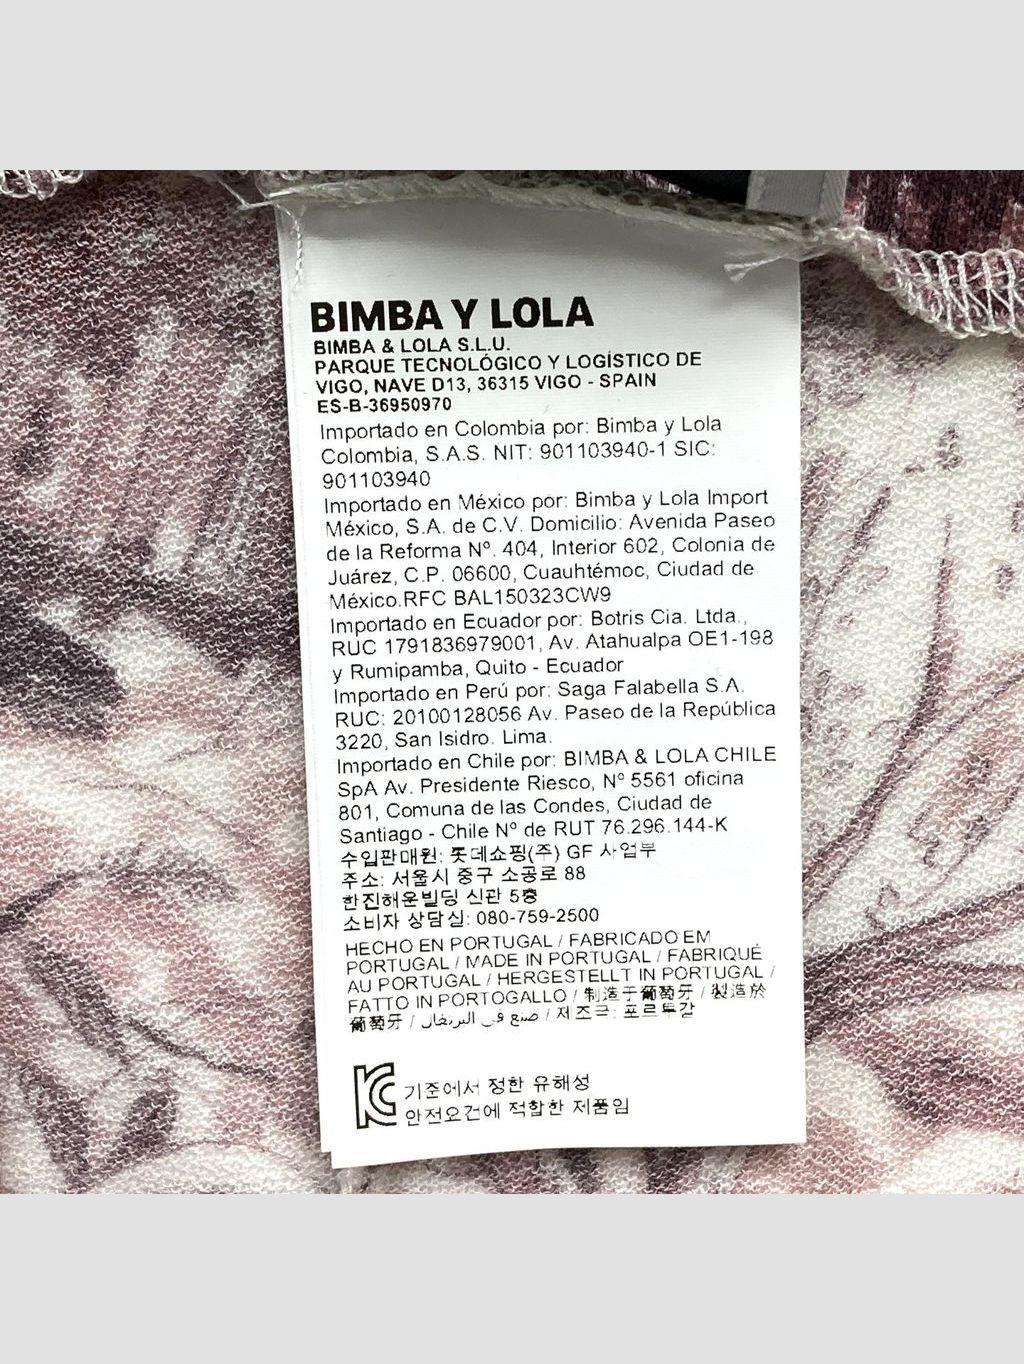 BIMBA Y LOLA
BIMBA & LOLA S.L.U.
PARQUE TECNOLÓGICO Y LOGÍSTICO DE
VIGO, NAVE D13, 36315 VIGO - SPAIN
ES-B-36950970
Importado en Colombia por: Bimba y Lola
Colombia, S.A.S. NIT: 901103940-1 SIC:
901103940
Importado en México por: Bimba y Lola Import
México, S.A. de C.V. Domicilio: Avenida Paseo
de la Reforma Nº. 404, Interior 602, Colonia de
Juárez, C.P. 06600, Cuauhtémoc, Ciudad de
México.RFC BAL150323CW9
Importado en Ecuador por: Botris Cia. Ltda.,
RUC 1791836979001, Av. Atahualpa OE1-198
y Rumipamba, Quito - Ecuador
Importado en Perú por: Saga Falabella S.A.
RUC: 20100128056 Av. Paseo de la República
3220, San Isidro. Lima.
Importado en Chile por: BIMBA & LOLA CHILE
SpA Av. Presidente Riesco, Nº 5561 oficina
801, Comuna de las Condes, Ciudad de
Santiago - Chile Nº de RUT 76.296.144-K
수입판매원: 롯데쇼핑(주) GF 사업부
주소: 서울시 중구 소공로 88
한진해운빌딩 신관 5층
소비자 상담실: 080-759-2500
HECHO EN PORTUGAL / FABRICADO EM
PORTUGAL / MADE IN PORTUGAL / FABRIQUÉ
AU PORTUGAL / HERGESTELLT IN PORTUGAL /
FATTO IN PORTOGALLO / 制造于葡萄牙 / 製造於
葡萄牙 / صنع في البرتغال / 제조국: 포르투갈
KC 기준에서 정한 유해성
안전요건에 적합한 제품임